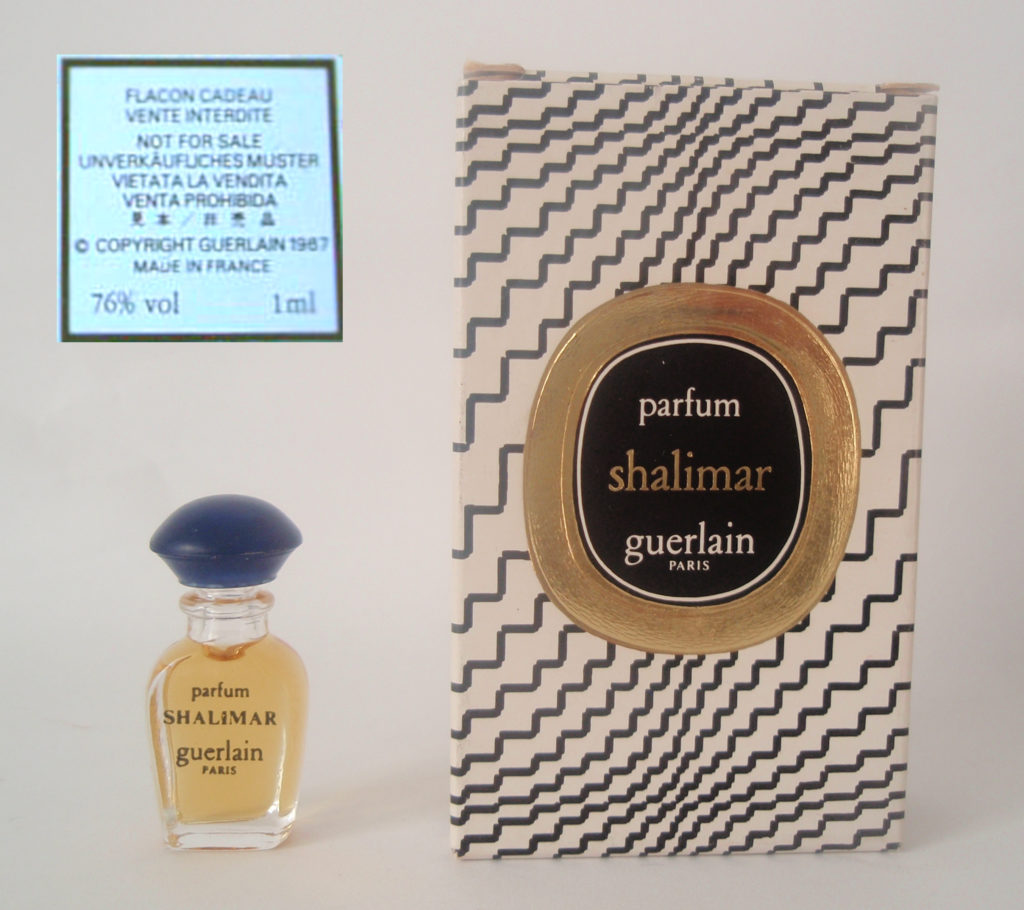 FLACON CADEAU
VENTE INTERDITE
NOT FOR SALE
UNVERKÄUFLICHES MUSTER
VIETATA LA VENDITA
VENTA PROHIBIDA
見本/非売品
© COPYRIGHT GUERLAIN 1987
MADE IN FRANCE
76% vol 1ml
parfum
shalimar
guerlain
PARIS
parfum
SHALiMAR
guerlain
PARIS